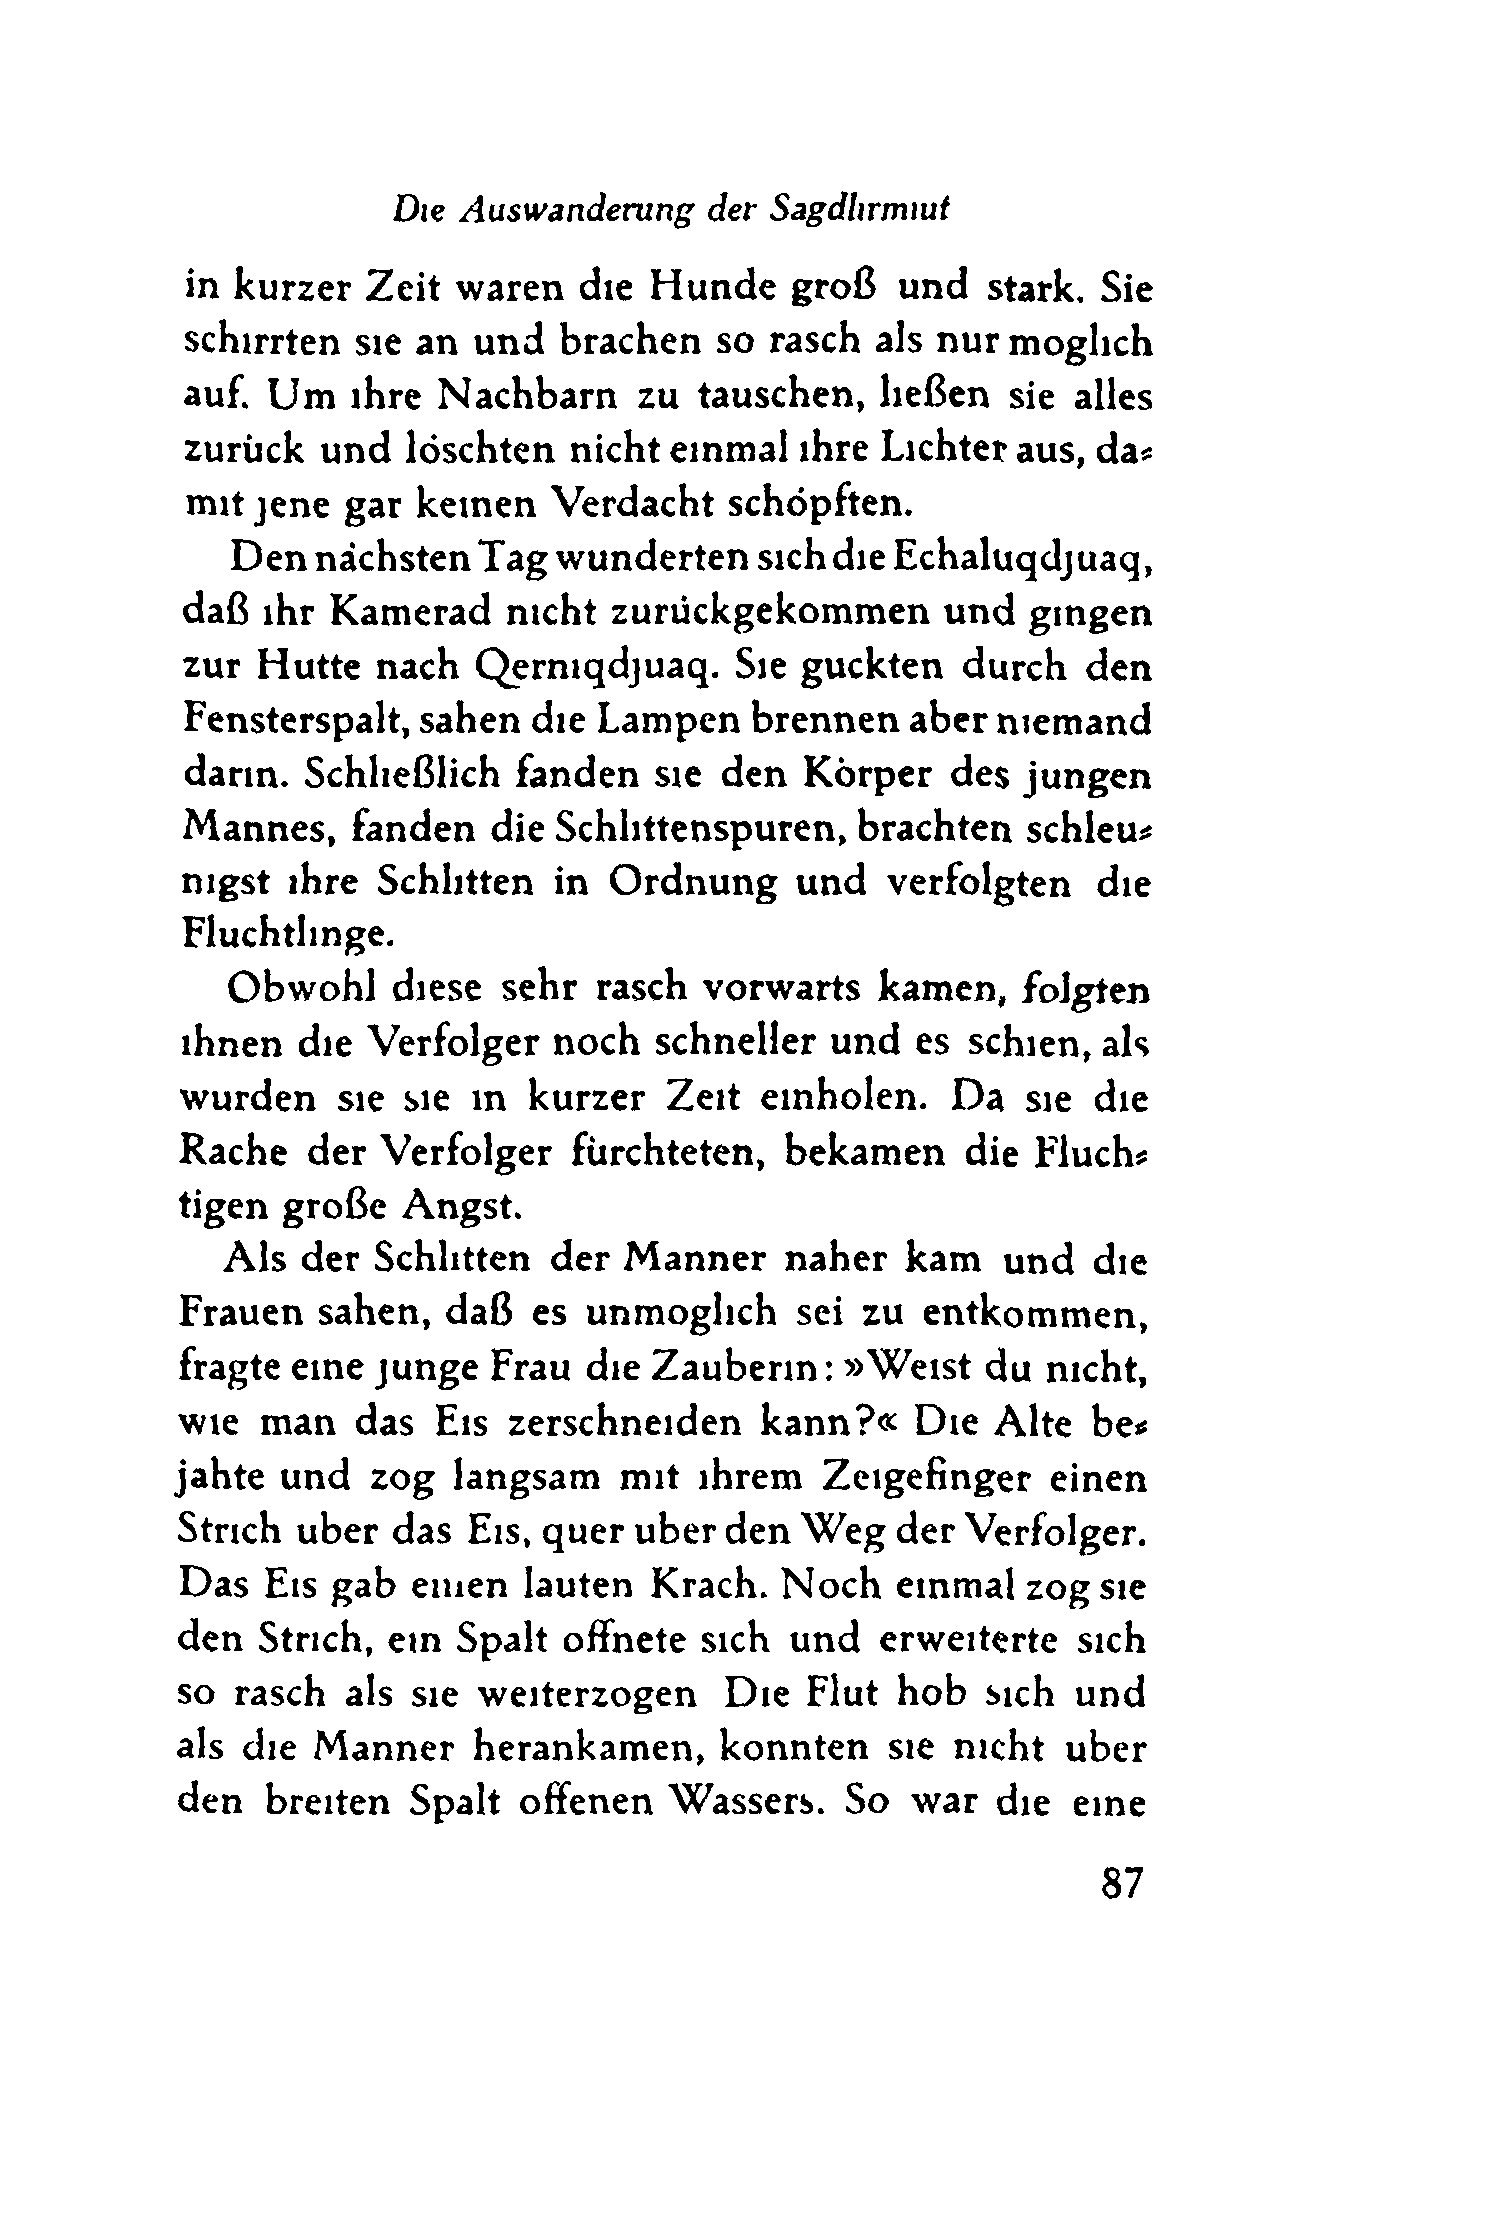 Die Auswanderung der Sagdlirmiut
in kurzer Zeit waren die Hunde groß und stark. Sie
schirrten sie an und brachen so rasch als nur moglich
auf. Um ihre Nachbarn zu tauschen, ließen sie alles
zurück und löschten nicht einmal ihre Lichter aus, da-
mit jene gar keinen Verdacht schöpften.
Den nächsten Tag wunderten sich die Echaluqdjuaq,
daß ihr Kamerad nicht zurückgekommen und gingen
zur Hutte nach Qerniqdjuaq. Sie guckten durch den
Fensterspalt, sahen die Lampen brennen aber niemand
darin. Schließlich fanden sie den Körper des jungen
Mannes, fanden die Schlittenspuren, brachten schleu-
nigst ihre Schlitten in Ordnung und verfolgten die
Fluchtlinge.
Obwohl diese sehr rasch vorwarts kamen, folgten
ihnen die Verfolger noch schneller und es schien, als
wurden sie sie in kurzer Zeit einholen. Da sie die
Rache der Verfolger fürchteten, bekamen die Fluch-
tigen große Angst.
Als der Schlitten der Manner naher kam und die
Frauen sahen, daß es unmoglich sei zu entkommen,
fragte eine junge Frau die Zauberin: »Weist du nicht,
wie man das Eis zerschneiden kann?« Die Alte be-
jahte und zog langsam mit ihrem Zeigefinger einen
Strich uber das Eis, quer uber den Weg der Verfolger.
Das Eis gab einen lauten Krach. Noch einmal zog sie
den Strich, ein Spalt offnete sich und erweiterte sich
so rasch als sie weiterzogen Die Flut hob sich und
als die Manner herankamen, konnten sie nicht uber
den breiten Spalt offenen Wassers. So war die eine
87